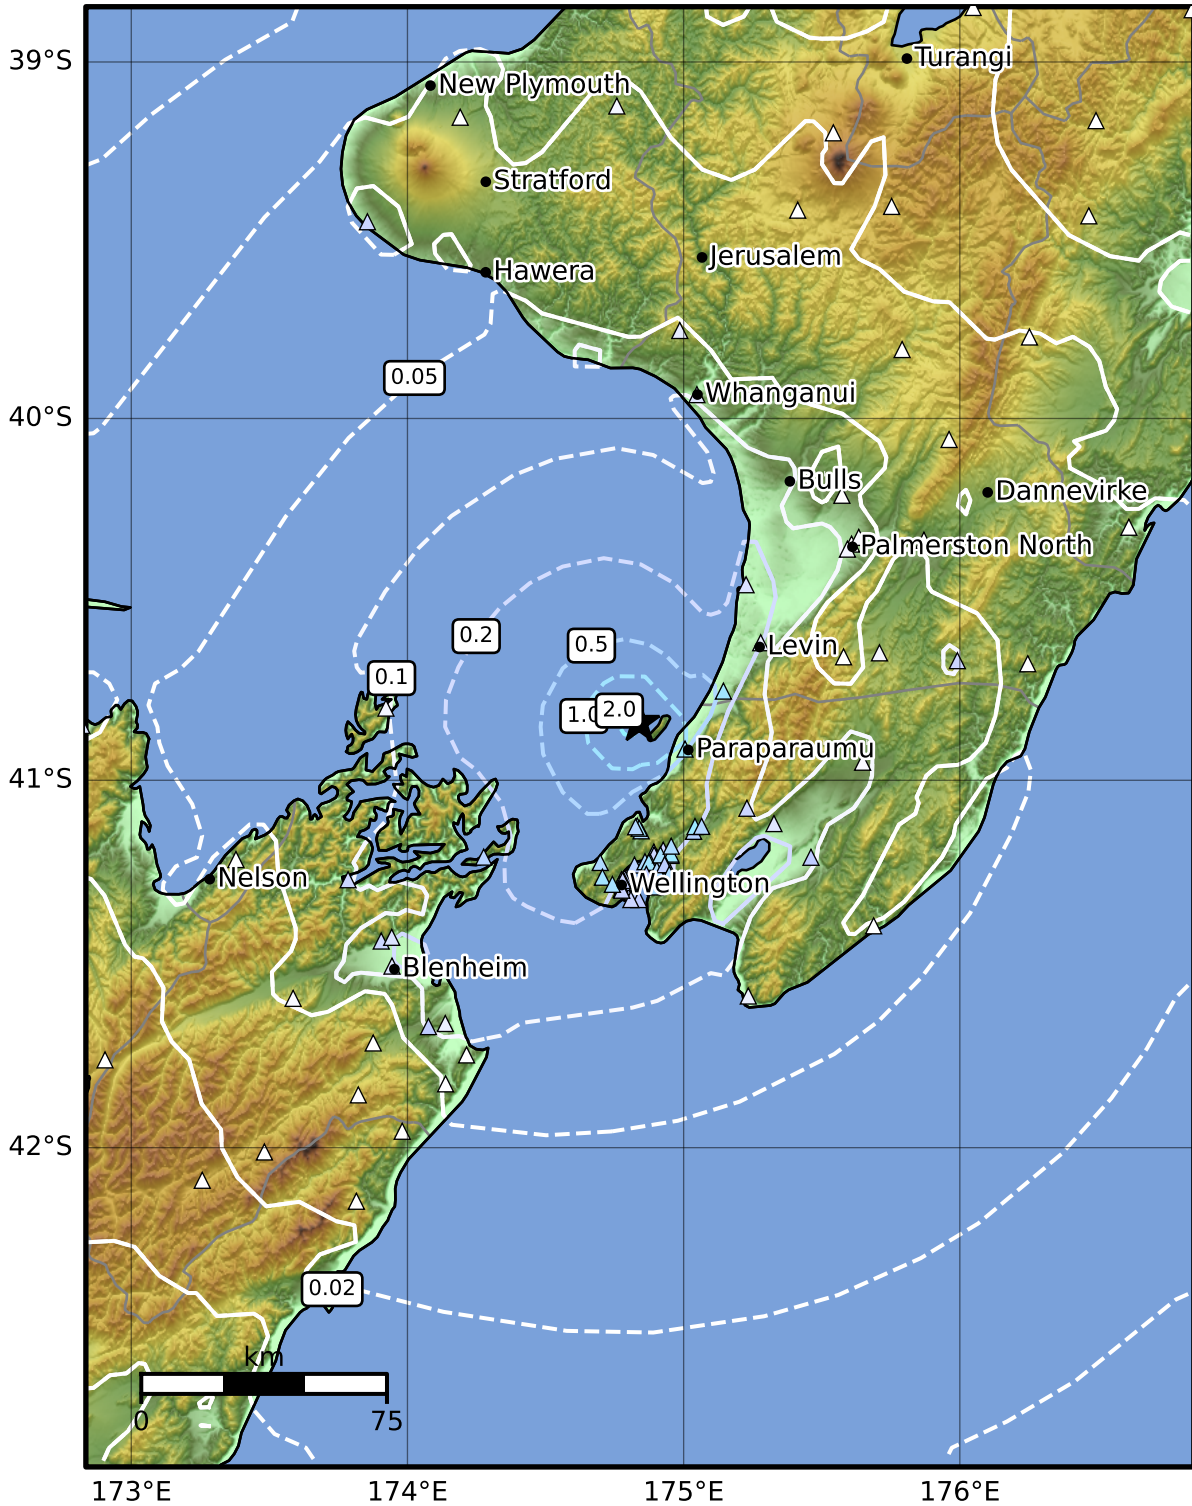 39°S
Turangi
New Plymouth
Stratford
Jerusalem
Hawera
0.05
Whanganui
40°S
Bulls
Dannevirke
Palmerston North
0.2
0.5
Levin
0.1
1.0
2.0
Paraparaumu
41°S
Nelson
Wellington
Blenheim
42°S
0.02
km
0
75
173°E
174°E
175°E
176°E